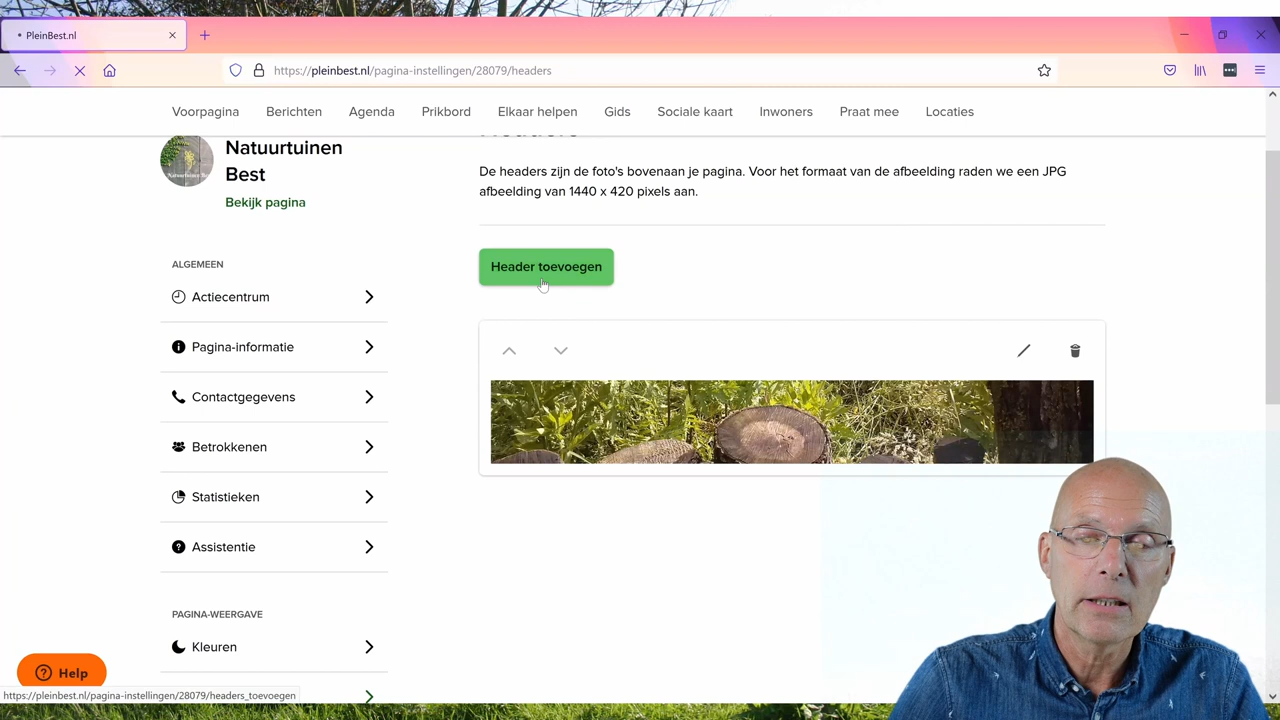 PleinBest.nl
https://pleinbest.nl/pagina-instellingen/28079/headers
Voorpagina Berichten Agenda Prikbord Elkaar helpen Gids Sociale kaart Inwoners Praat mee Locaties
Natuurtuinen
Best
Bekijk pagina
ALGEMEEN
Actiecentrum
Pagina-informatie
Contactgegevens
Betrokkenen
Statistieken
Assistentie
PAGINA-WEERGAVE
Kleuren
De headers zijn de foto's bovenaan je pagina. Voor het formaat van de afbeelding raden we een JPG
afbeelding van 1440 x 420 pixels aan.
Header toevoegen
Help
https://pleinbest.nl/pagina-instellingen/28079/headers_toevoegen